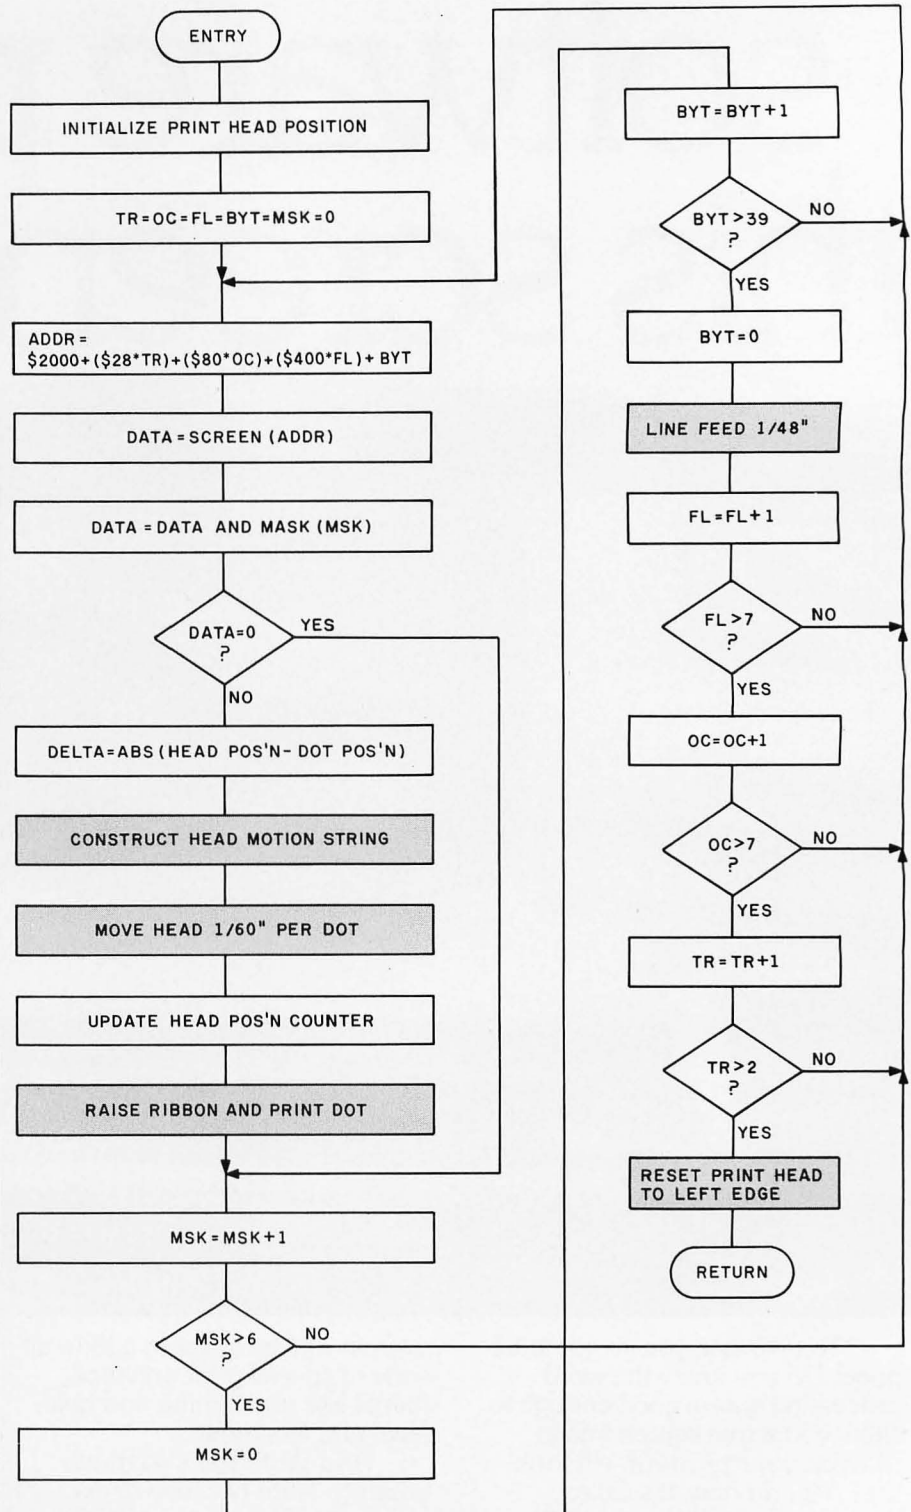 ENTRY
INITIALIZE PRINT HEAD POSITION
TR=OC=FL=BYT=MSK=0
ADDR=
$2000+($28*TR)+($80*OC)+($400*FL)+BYT
DATA=SCREEN(ADDR)
DATA=DATA AND MASK(MSK)
DATA=0
?
YES
NO
DELTA=ABS(HEAD POS'N-DOT POS'N)
CONSTRUCT HEAD MOTION STRING
MOVE HEAD 1/60" PER DOT
UPDATE HEAD POS'N COUNTER
RAISE RIBBON AND PRINT DOT
MSK=MSK+1
MSK>6
?
NO
YES
MSK=0
BYT=BYT+1
BYT>39
?
NO
YES
BYT=0
LINE FEED 1/48"
FL=FL+1
FL>7
?
NO
YES
OC=OC+1
OC>7
?
NO
YES
TR=TR+1
TR>2
?
NO
YES
RESET PRINT HEAD
TO LEFT EDGE
RETURN